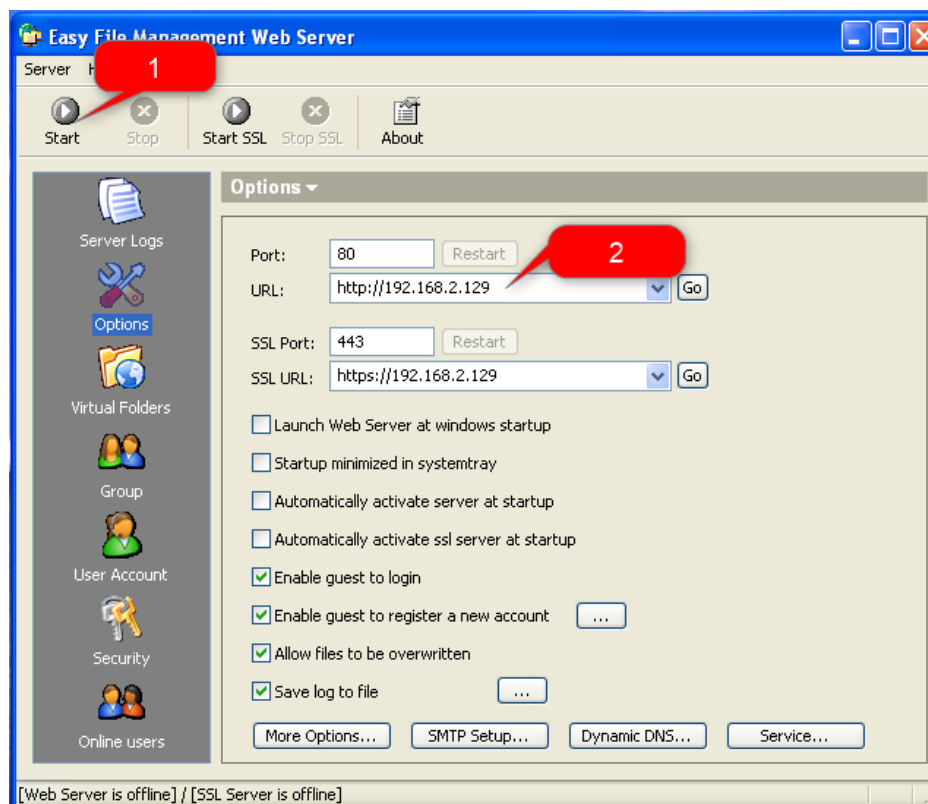 Easy File Management Web Server
Server
1
Start
Stop
Start SSL
Stop SSL
About
Options
Server Logs
Options
Virtual Folders
Group
User Account
Security
Online users
Port:
80
Restart
2
URL:
http://192.168.2.129
Go
SSL Port:
443
Restart
SSL URL:
https://192.168.2.129
Go
Launch Web Server at windows startup
Startup minimized in systemtray
Automatically activate server at startup
Automatically activate ssl server at startup
Enable guest to login
Enable guest to register a new account
...
Allow files to be overwritten
Save log to file
...
More Options...
SMTP Setup...
Dynamic DNS...
Service...
[Web Server is offline] / [SSL Server is offline]